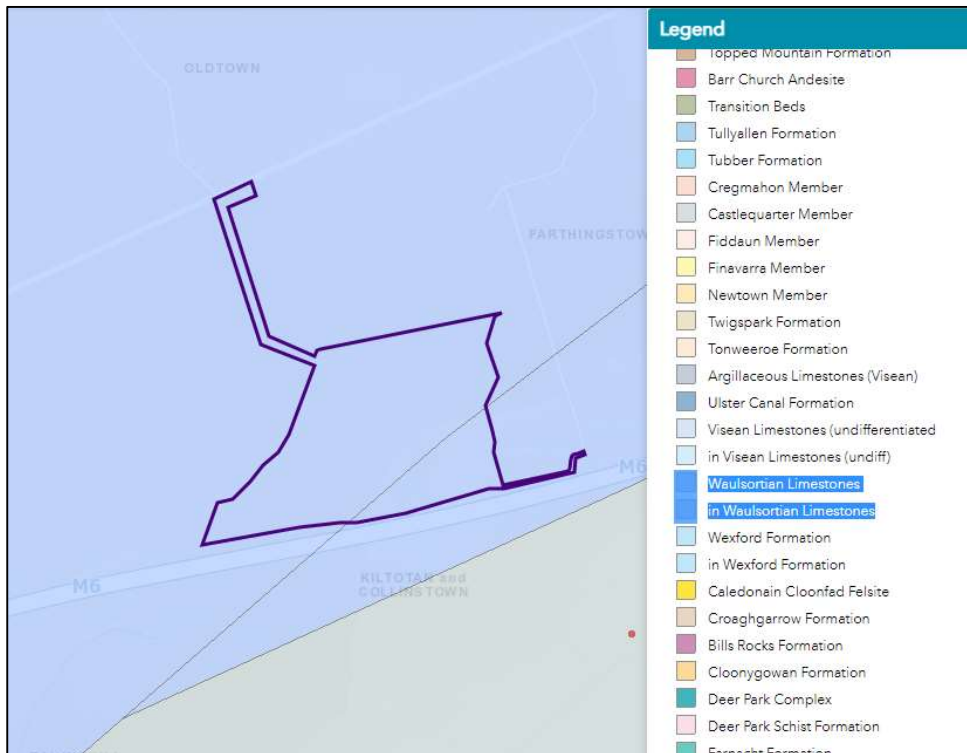 OLDTOWN
FARTHINGSTOW
M6
KILTOTAN and
COLLINSTOWN
M6
Legend
Topped Mountain Formation
Barr Church Andesite
Transition Beds
Tullyallen Formation
Tubber Formation
Cregmahon Member
Castlequarter Member
Fiddaun Member
Finavarra Member
Newtown Member
Twigspark Formation
Tonweeroe Formation
Argillaceous Limestones (Visean)
Ulster Canal Formation
Visean Limestones (undifferentiated
in Visean Limestones (undiff)
Waulsortian Limestones
in Waulsortian Limestones
Wexford Formation
in Wexford Formation
Caledonain Cloonfad Felsite
Croaghgarrow Formation
Bills Rocks Formation
Cloonygowan Formation
Deer Park Complex
Deer Park Schist Formation
Farnacht Formation